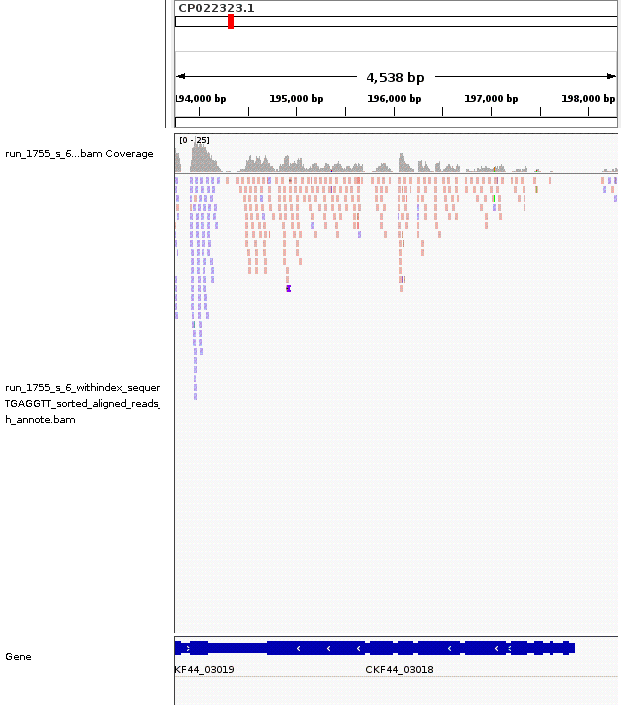 CP022323.1
4,538 bp
194,000 bp 195,000 bp 196,000 bp 197,000 bp 198,000 bp
[0 - 25]
run_1755_s_6...bam Coverage
run_1755_s_6_withindex_sequer
TGAGGTT_sorted_aligned_reads_
h_annote.bam
Gene
KF44_03019 CKF44_03018